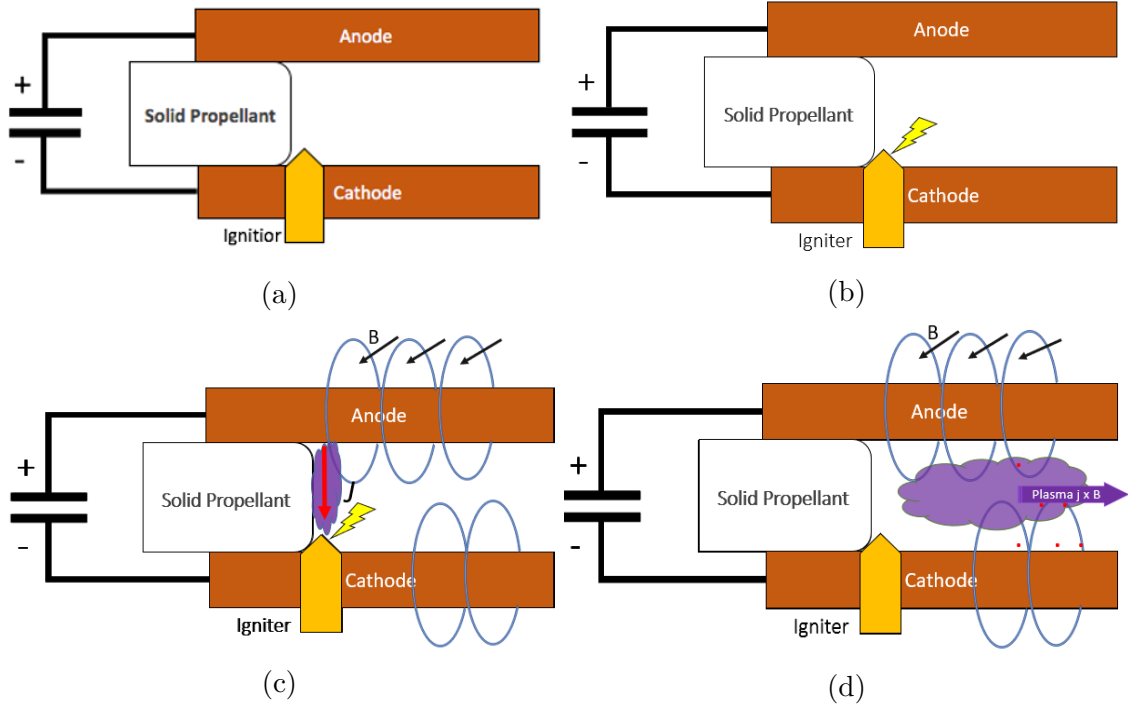 Anode
+
Solid Propellant
-
Cathode
Ignitior
(a)
Anode
+
Solid Propellant
-
Cathode
Igniter
(b)
B
Anode
+
Solid Propellant
J
-
Cathode
Igniter
(c)
B
Anode
+
Solid Propellant
Plasma j x B
-
Cathode
Igniter
(d)